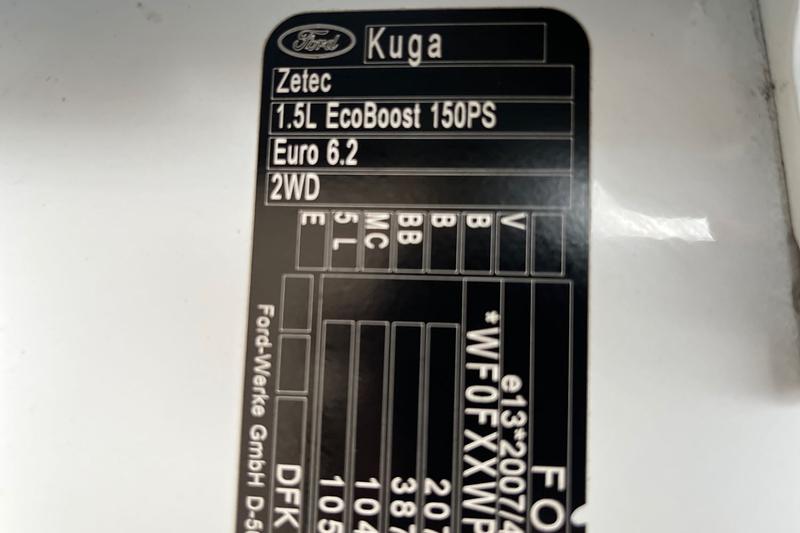 Ford
Kuga
Zetec
1.5L EcoBoost 150PS
Euro 6.2
2WD
V
B
B
BB
MC
5 L
E
FO
e13*2007/4
*WF0FXXWP
207
387
104
105
DFK
Ford-Werke GmbH D-50